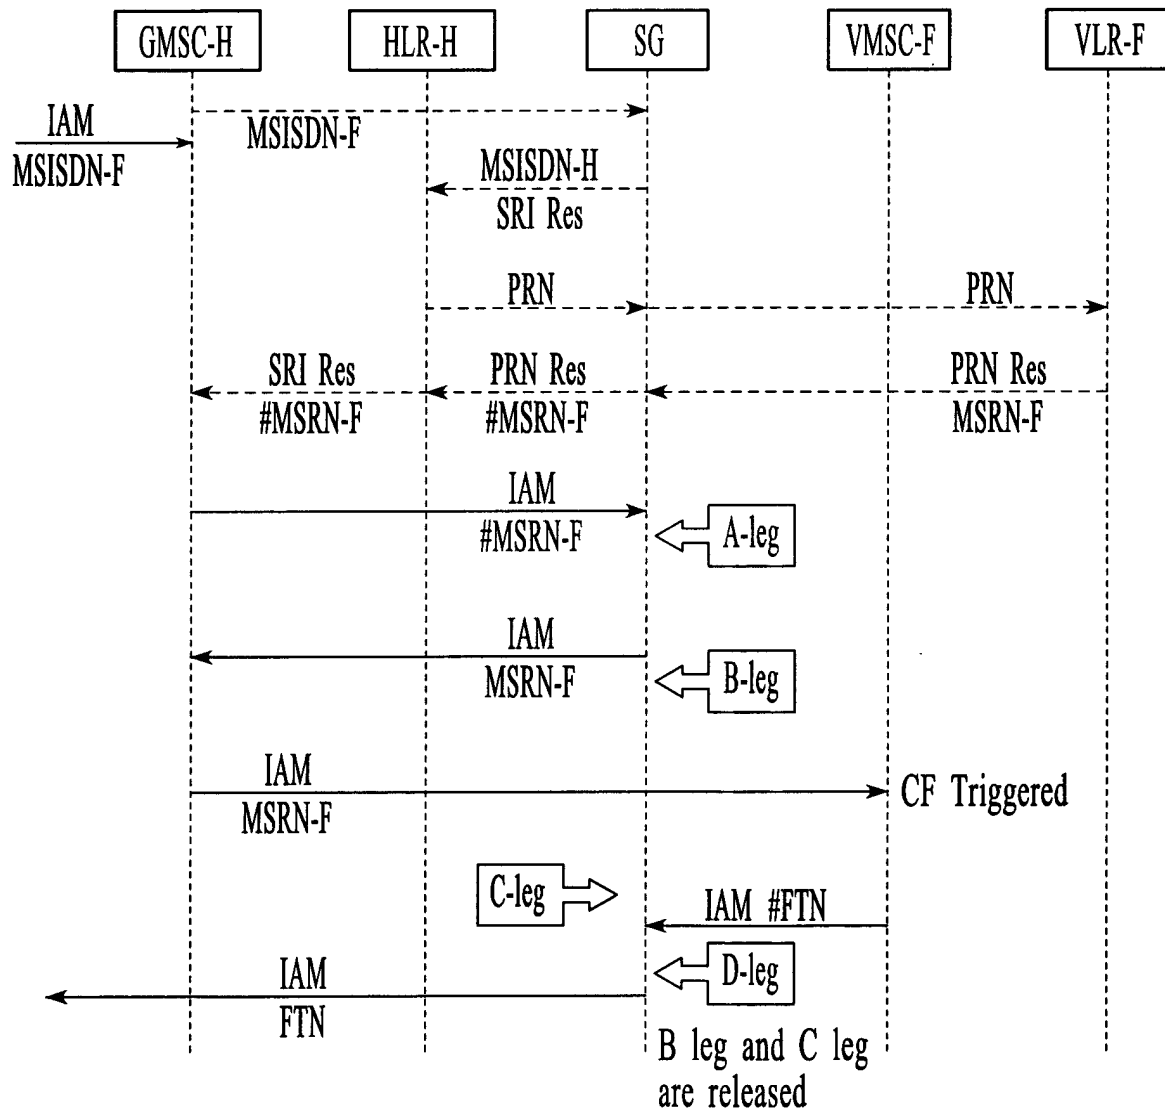 GMSC-H
HLR-H
SG
VMSC-F
VLR-F
IAM
MSISDN-F
MSISDN-F
MSISDN-H
SRI Res
PRN
PRN
SRI Res
#MSRN-F
PRN Res
#MSRN-F
PRN Res
MSRN-F
IAM
#MSRN-F
A-leg
IAM
MSRN-F
B-leg
IAM
MSRN-F
CF Triggered
C-leg
IAM #FTN
D-leg
IAM
FTN
B leg and C leg
are released